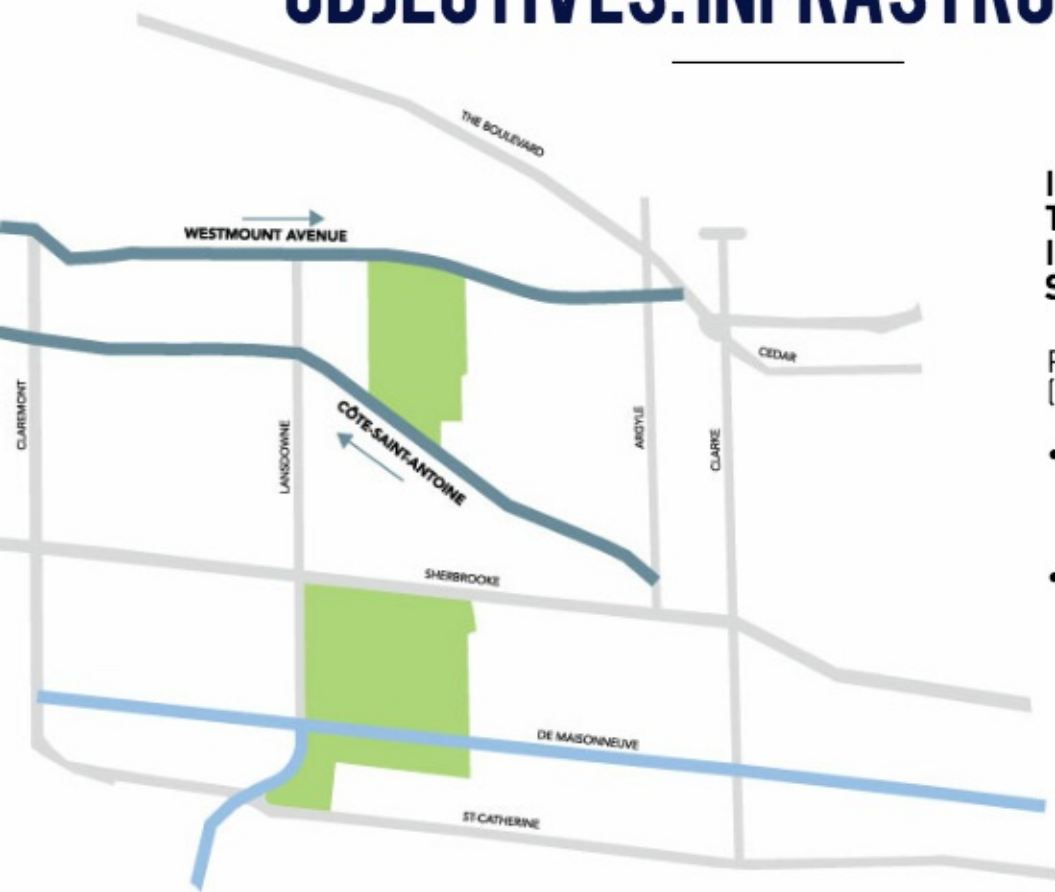 OBJECTIVES: INFRASTRU
THE BOULEVARD
WESTMOUNT AVENUE
CEDAR
CLAREMONT
LANSDOWNE
CÔTE-SAINT-ANTOINE
ARGYLE
CLARKE
SHERBROOKE
DE MAISONNEUVE
ST-CATHERINE